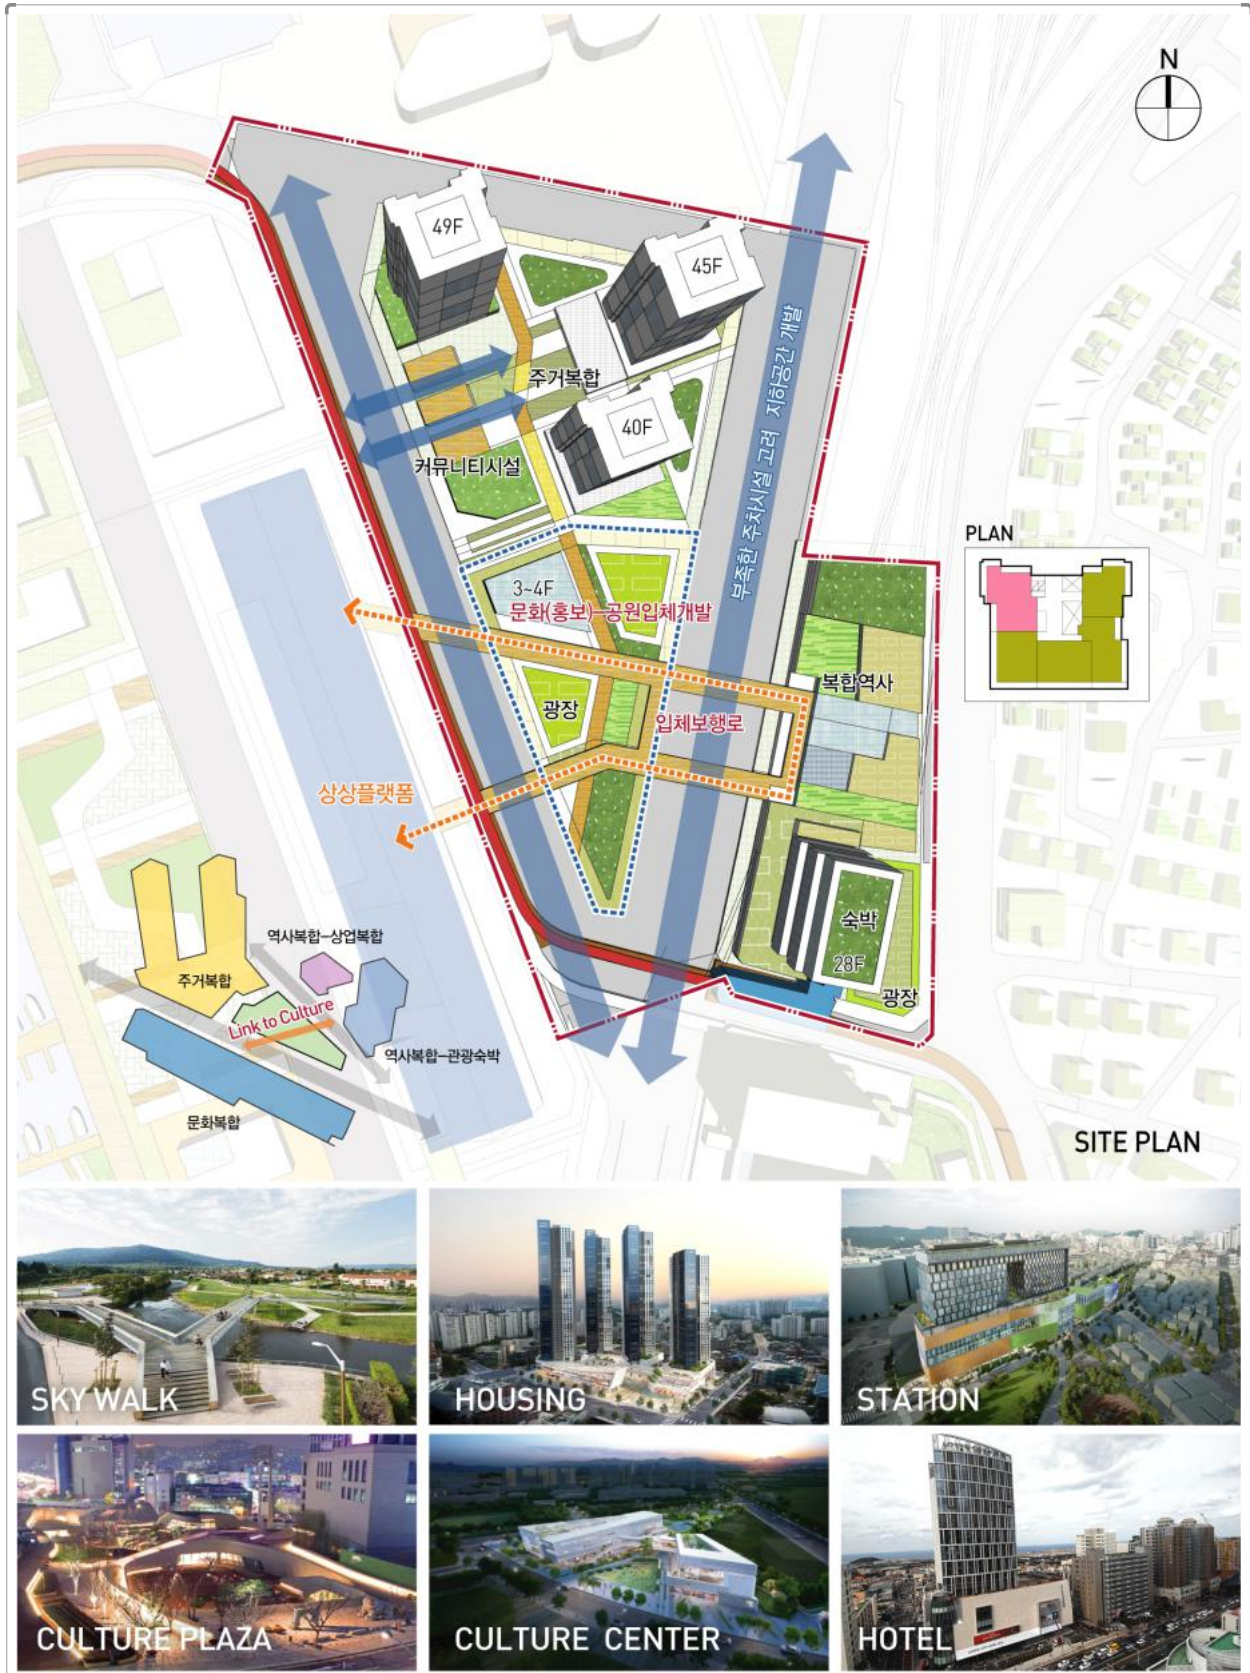 N
49F
45F
주거복합
40F
커뮤니티시설
부족한 주차시설 고려 지하공간 개발
PLAN
3~4F
문화(홍보)-공원입체개발
복합역사
광장
입체보행로
상상플랫폼
숙박
28F
광장
역사복합-상업복합
주거복합
Link to Culture
역사복합-관광숙박
문화복합
SITE PLAN
SKY WALK
HOUSING
STATION
CULTURE PLAZA
CULTURE CENTER
HOTEL